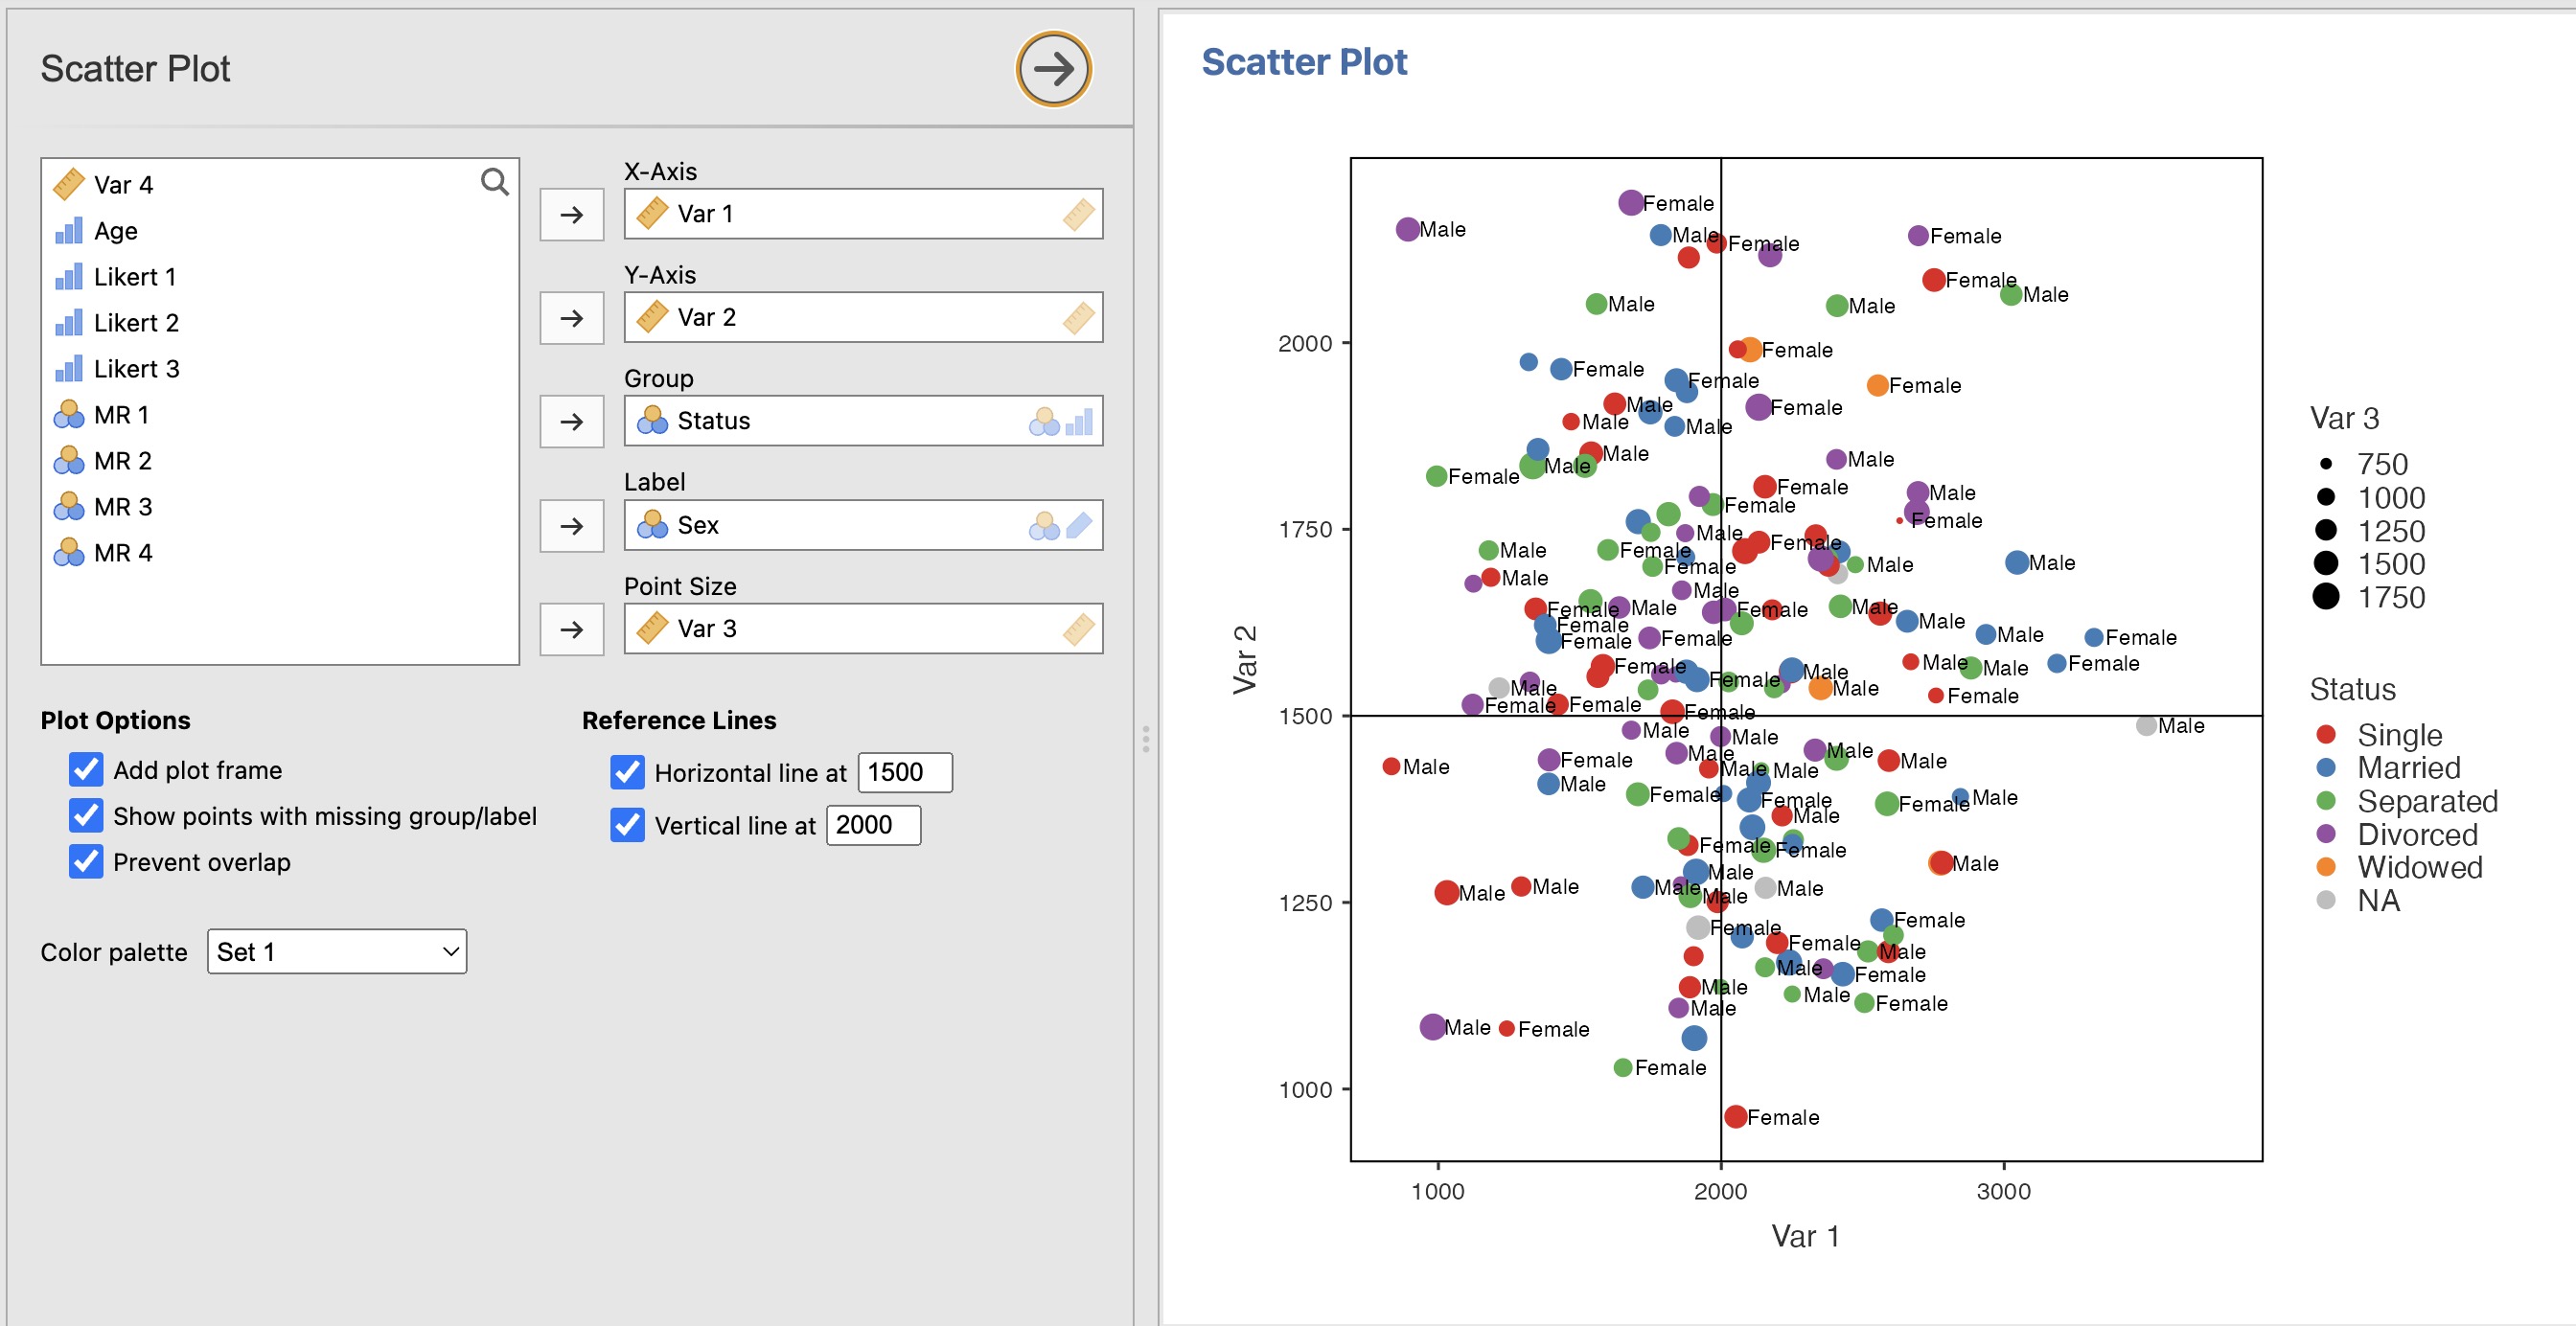 Scatter Plot
Var 4
Age
Likert 1
Likert 2
Likert 3
MR 1
MR 2
MR 3
MR 4
X-Axis
Var 1
Y-Axis
Var 2
Group
Status
Label
Sex
Point Size
Var 3
Plot Options
Add plot frame
Show points with missing group/label
Prevent overlap
Reference Lines
Horizontal line at 1500
Vertical line at 2000
Color palette Set 1
Scatter Plot
Female
Male
Male
Female
Female
Female
Male
Male
Male
Female
Female
Female
Female
Female
Male
Male
Female
Male
Male
Male
Male
Female
Female
Male
Female
Male
Female
Male
Female
Male
Female
Male
Female
Male
Male
Male
Male
Female
Male
Female
Male
Female
Male
Female
Female
Female
Male
Male
Female
Female
Male
Male
Female
Male
Female
Male
Male
Female
Female
Female
Female
Male
Male
Male
Male
Male
Female
Male
Male
Male
Male
Female
Male
Female
Female
Male
Female
Female
Male
Male
Male
Male
Male
Male
Male
Female
Female
Female
Male
Male
Female
Male
Male
Female
Male
Male
Female
Female
Female
2000
1750
1500
1250
1000
Var 2
1000
2000
3000
Var 1
Var 3
750
1000
1250
1500
1750
Status
Single
Married
Separated
Divorced
Widowed
NA